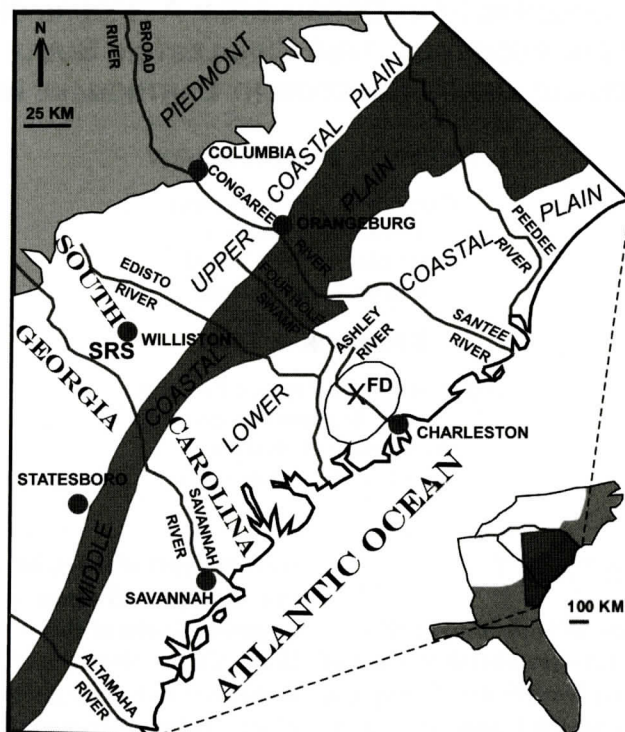 N
25 KM
BROAD
RIVER
PIEDMONT
COLUMBIA
CONGAREE
RIVER
UPPER COASTAL PLAIN
ORANGEBURG
MIDDLE COASTAL PLAIN
LOWER COASTAL PLAIN
PEEDEE
RIVER
SANTEE
RIVER
EDISTO
RIVER
FOUR HOLE
SWAMP
ASHLEY
RIVER
FD
CHARLESTON
SOUTH CAROLINA
WILLISTON
SRS
GEORGIA
STATESBORO
SAVANNAH
RIVER
SAVANNAH
ALTAMAHA
RIVER
ATLANTIC OCEAN
100 KM